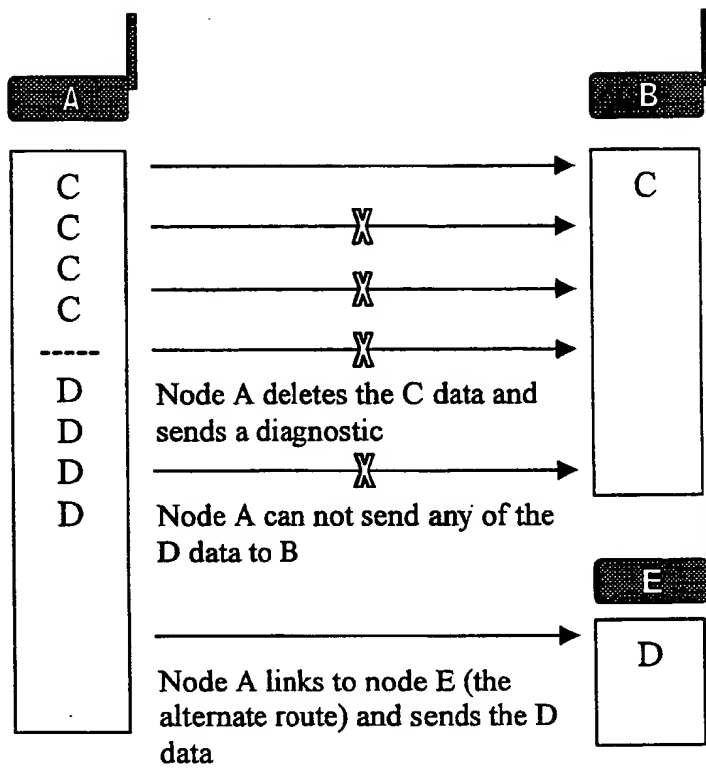 A
B
C
C
C
C
C
-----
D
D
D
D
Node A deletes the C data and
sends a diagnostic
Node A can not send any of the
D data to B
E
D
Node A links to node E (the
alternate route) and sends the D
data